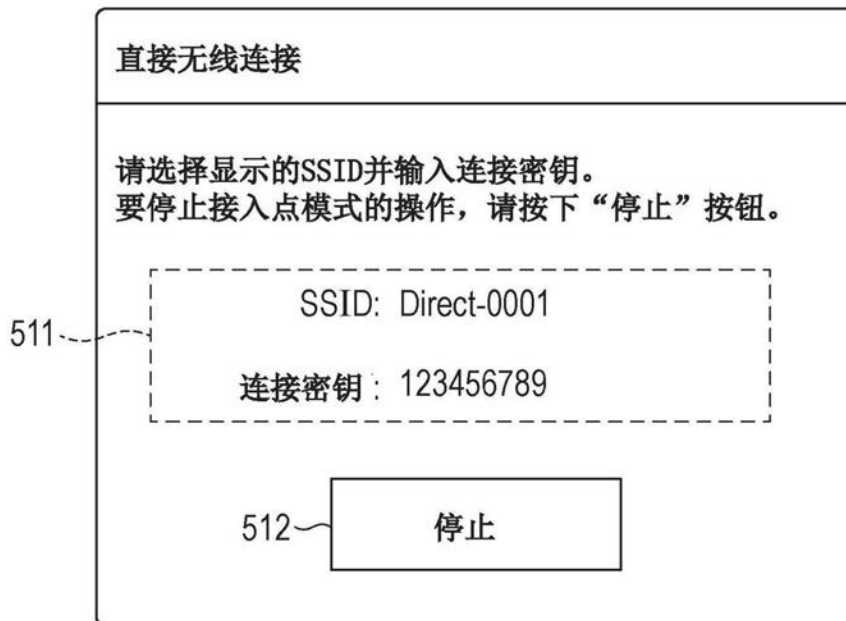 直接无线连接
请选择显示的SSID并输入连接密钥。
要停止接入点模式的操作，请按下“停止”按钮。
SSID: Direct-0001
511
连接密钥: 123456789
512
停止